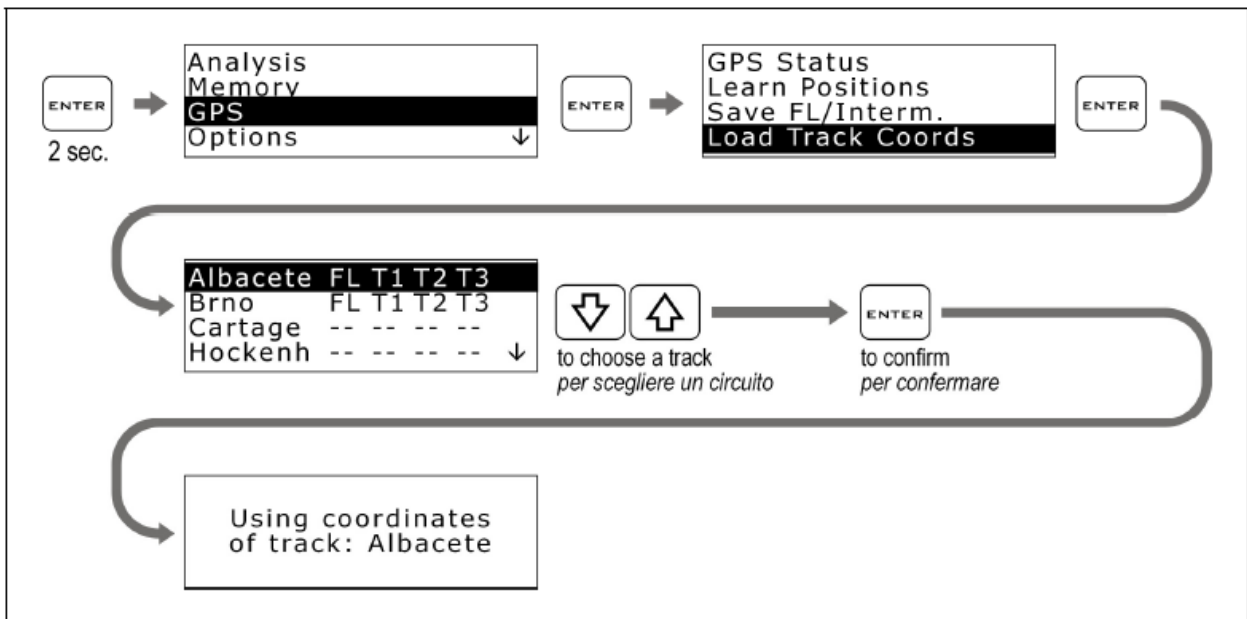 ENTER
2 sec.
Analysis
Memory
GPS
Options ↓
ENTER
GPS Status
Learn Positions
Save FL/Interm.
Load Track Coords
ENTER
Albacete FL T1 T2 T3
Brno FL T1 T2 T3
Cartage -- -- -- --
Hockenh -- -- -- -- ↓
to choose a track
per scegliere un circuito
ENTER
to confirm
per confermare
Using coordinates
of track: Albacete